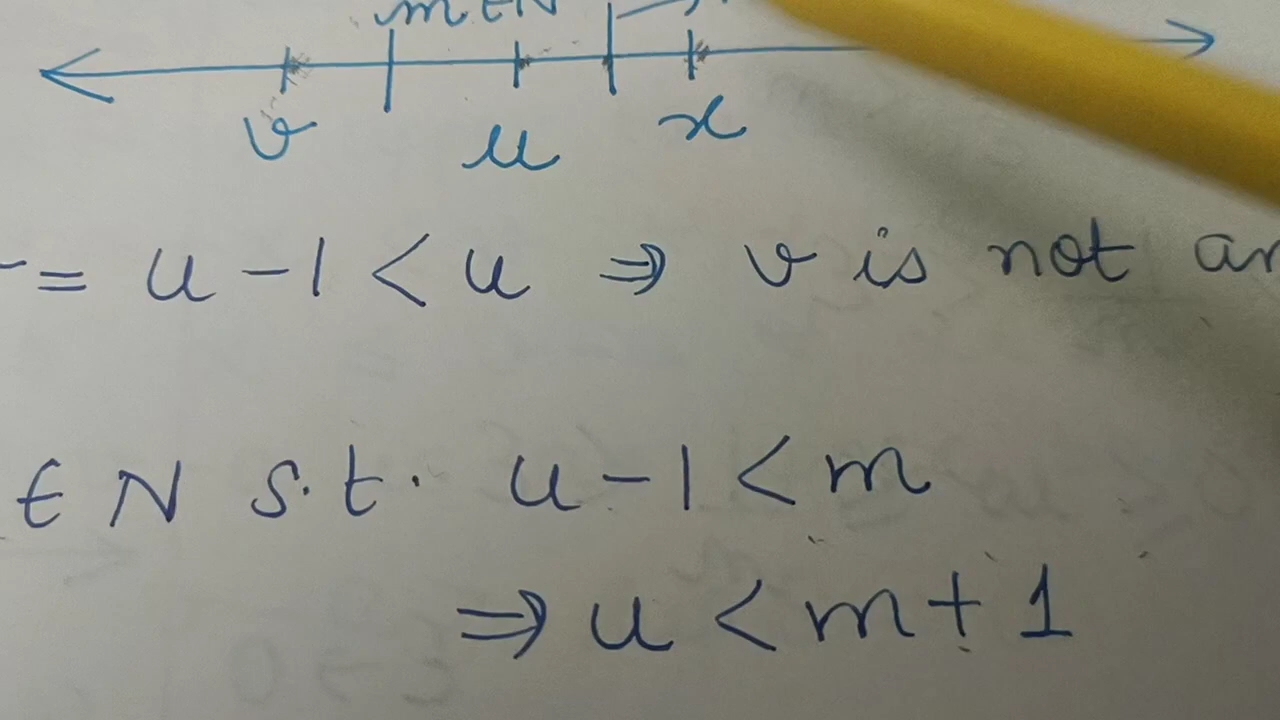 m ∈ N
v u x
= u - 1 < u ⇒ v is not an
∈ N s.t. u - 1 < m
⇒ u < m + 1